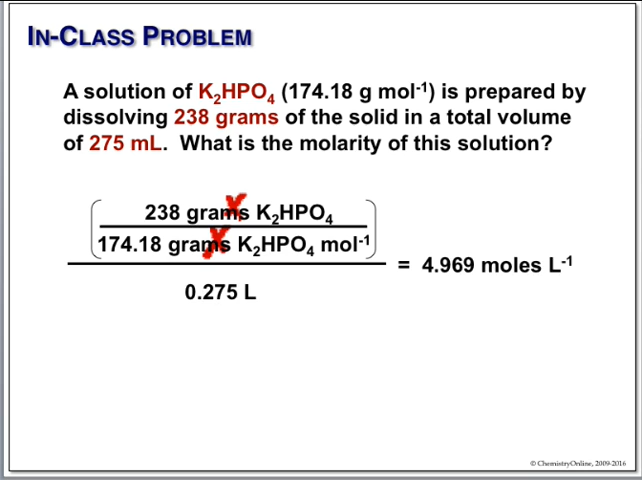 IN-CLASS PROBLEM
A solution of K₂HPO₄ (174.18 g mol⁻¹) is prepared by
dissolving 238 grams of the solid in a total volume
of 275 mL. What is the molarity of this solution?
238 grams K₂HPO₄
174.18 grams K₂HPO₄ mol⁻¹
= 4.969 moles L⁻¹
0.275 L
© ChemistryOnline, 2009-2016